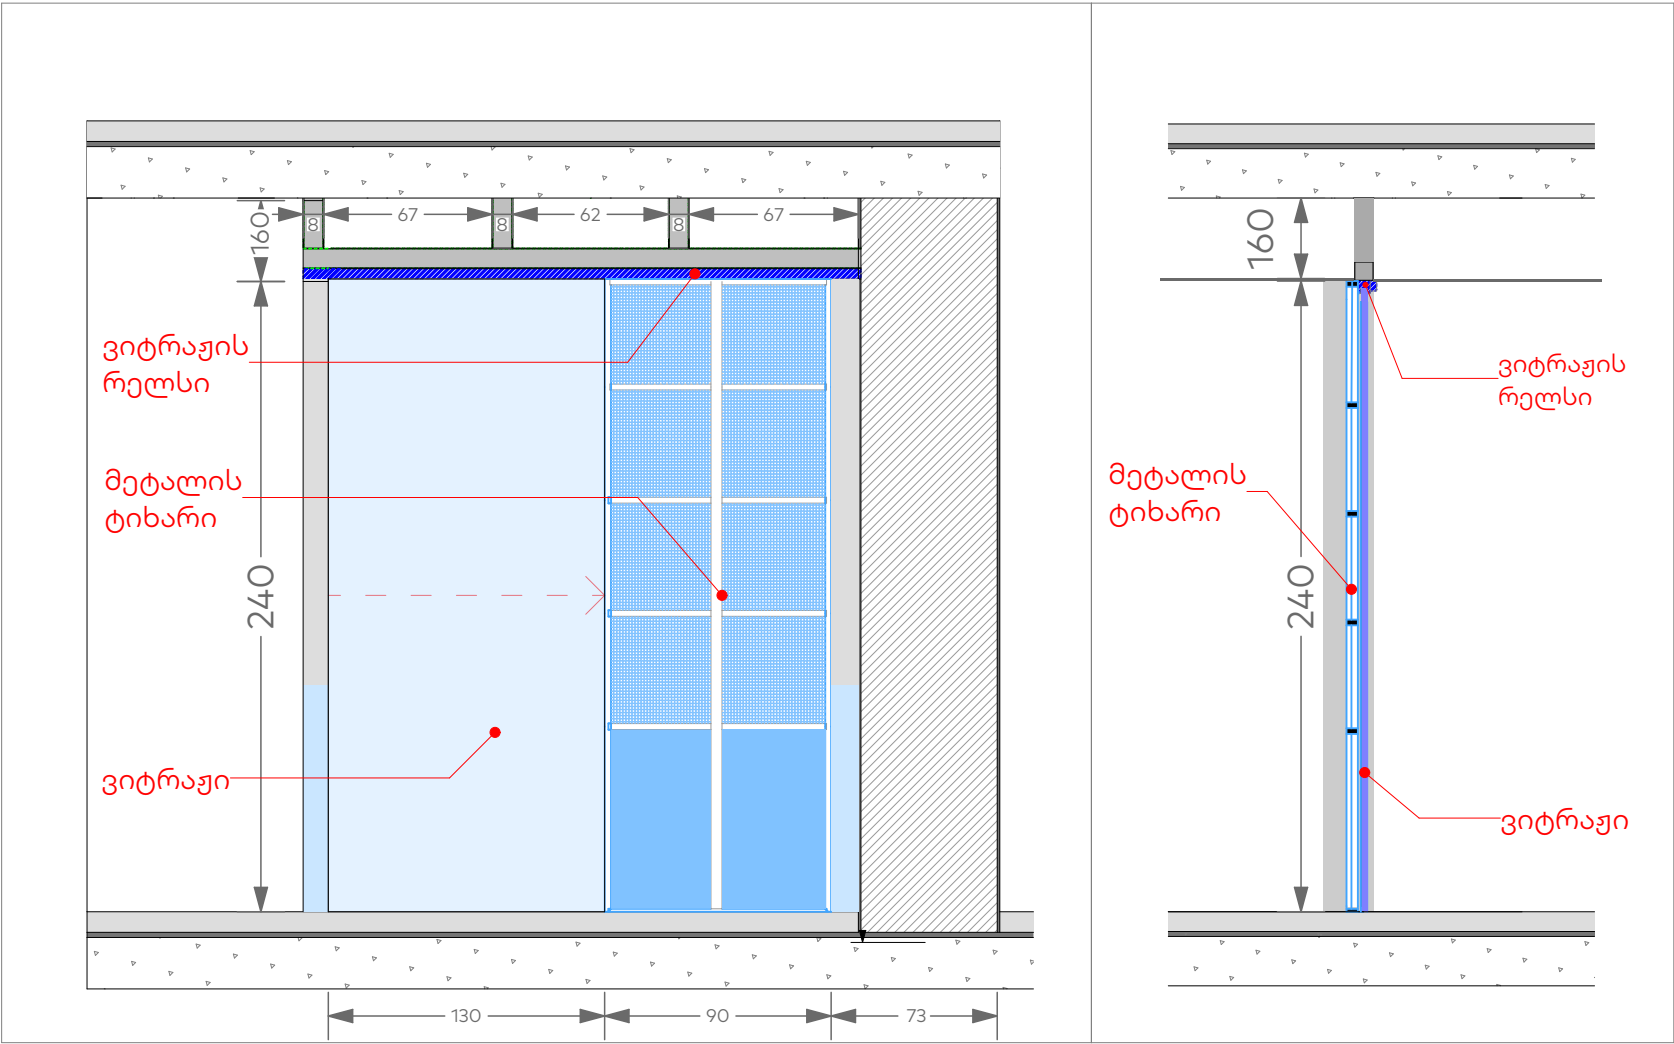 160
8
67
8
62
8
67
ვიტრაჟის
რელსი
მეტალის
ტიხარი
240
ვიტრაჟი
130
90
73
160
ვიტრაჟის
რელსი
მეტალის
ტიხარი
240
ვიტრაჟი